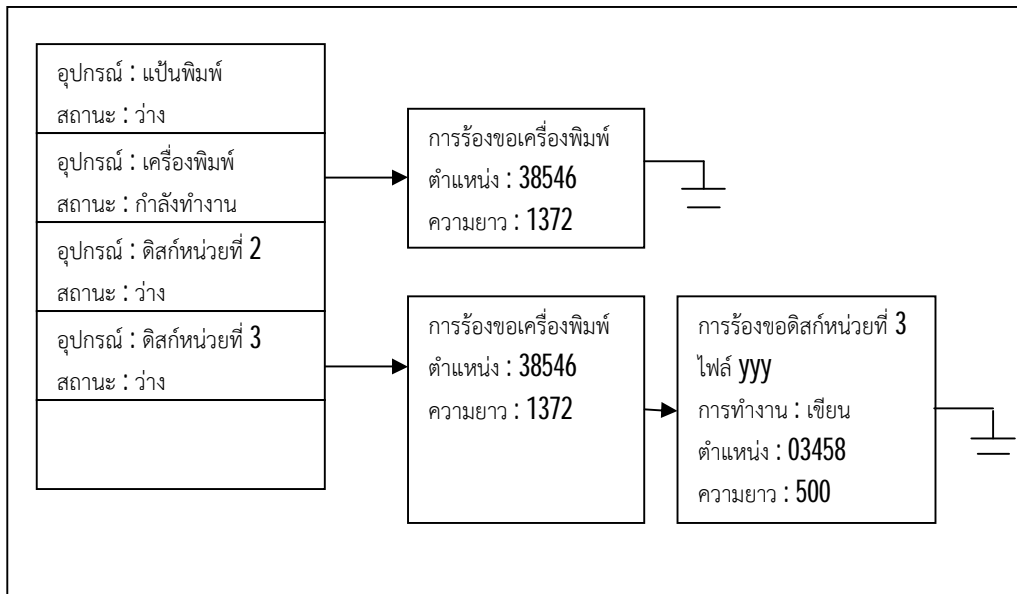 อุปกรณ์ : แป้นพิมพ์
สถานะ : ว่าง
อุปกรณ์ : เครื่องพิมพ์
สถานะ : กำลังทำงาน
อุปกรณ์ : ดิสก์หน่วยที่ 2
สถานะ : ว่าง
อุปกรณ์ : ดิสก์หน่วยที่ 3
สถานะ : ว่าง
การร้องขอเครื่องพิมพ์
ตำแหน่ง : 38546
ความยาว : 1372
การร้องขอเครื่องพิมพ์
ตำแหน่ง : 38546
ความยาว : 1372
การร้องขอดิสก์หน่วยที่ 3
ไฟล์ yyy
การทำงาน : เขียน
ตำแหน่ง : 03458
ความยาว : 500